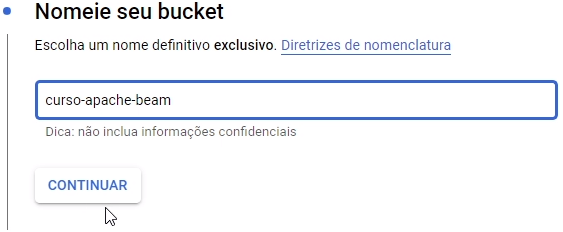 Nomeie seu bucket
Escolha um nome definitivo exclusivo. Diretrizes de nomenclatura
curso-apache-beam
Dica: não inclua informações confidenciais
CONTINUAR